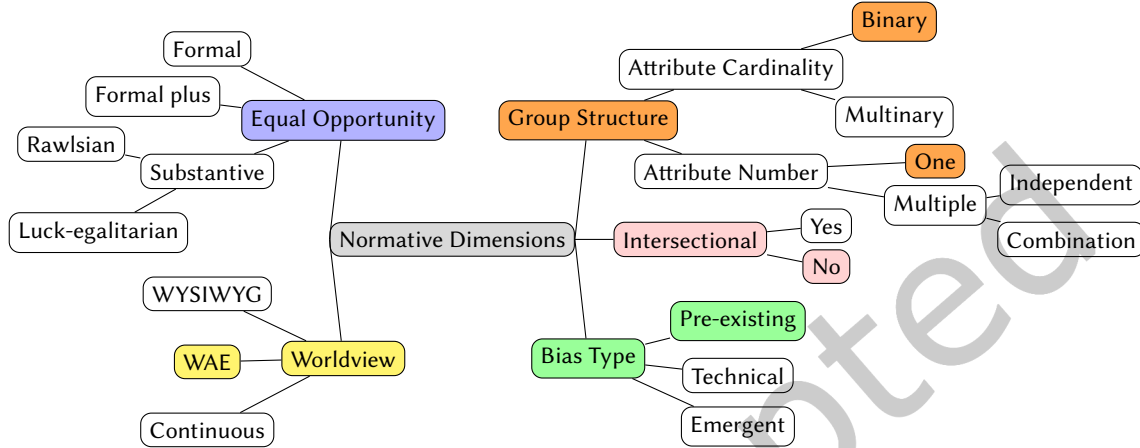 Formal
Formal plus
Equal Opportunity
Rawlsian
Substantive
Luck-egalitarian
Binary
Attribute Cardinality
Group Structure
Multinary
Attribute Number
One
Multiple
Independent
Combination
Normative Dimensions
Intersectional
Yes
No
WYSIWYG
WAE
Worldview
Continuous
Pre-existing
Bias Type
Technical
Emergent
pted